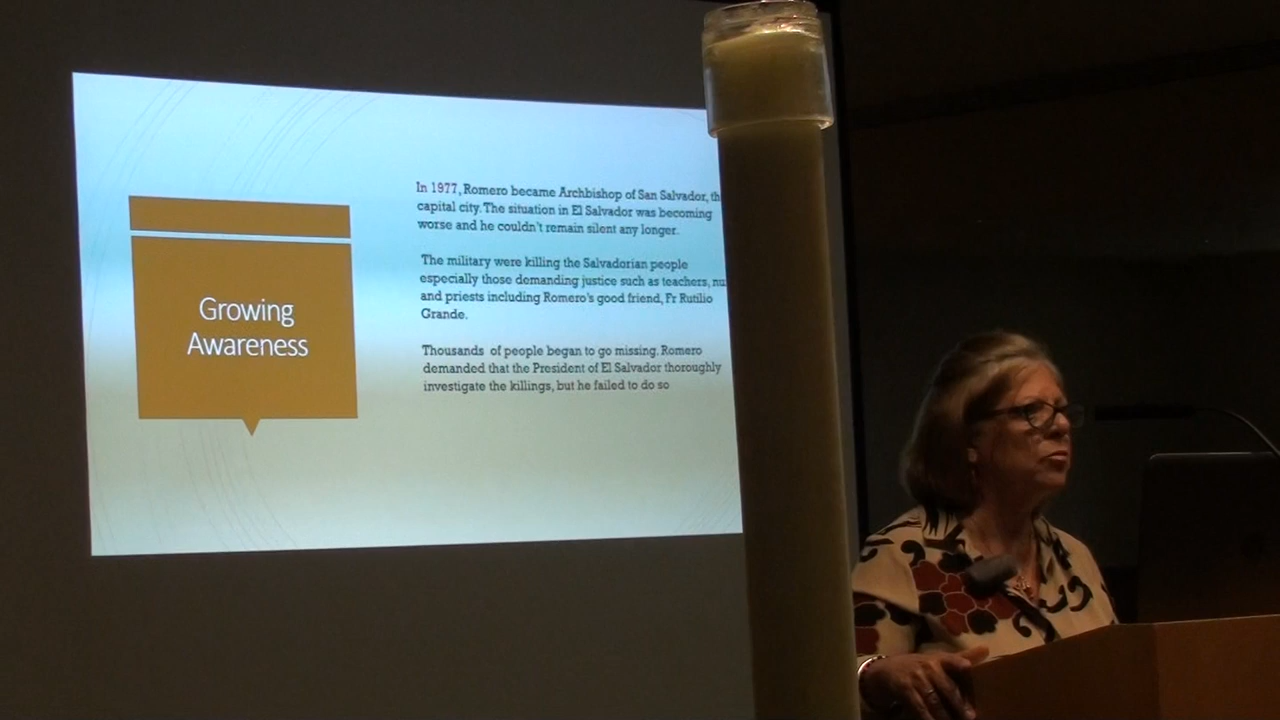 Growing
Awareness
In 1977, Romero became Archbishop of San Salvador,
capital city. The situation in El Salvador was becoming
worse and he couldn't remain silent any longer.
The military were killing the Salvadorian people
especially those demanding justice such as teachers,
and priests including Romero's good friend, Fr Rutilio
Grande.
Thousands of people began to go missing. Romero
demanded that the President of El Salvador thoroughly
investigate the killings, but he failed to do so